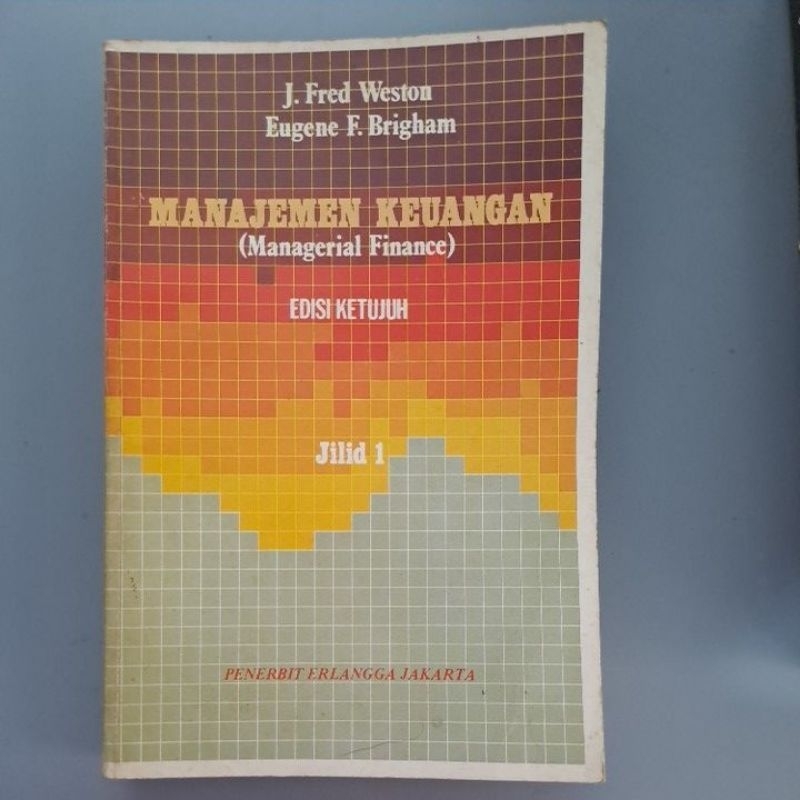 J. Fred Weston
Eugene F. Brigham
MANAJEMEN KEUANGAN
(Managerial Finance)
EDISI KETUJUH
Jilid 1
PENERBIT ERLANGGA JAKARTA